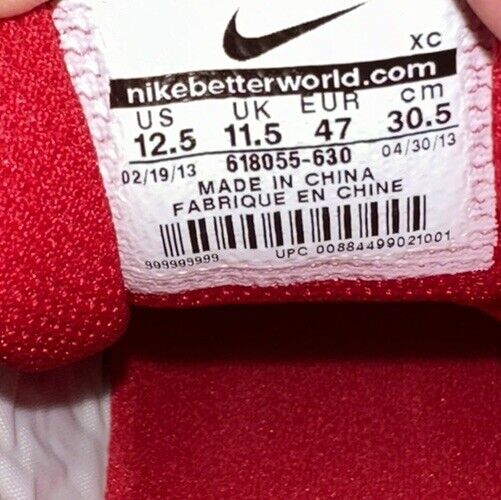 XC
nikebetterworld.com
US UK EUR cm
12.5 11.5 47 30.5
02/19/13 618055-630 04/30/13
MADE IN CHINA
FABRIQUE EN CHINE
999999999 UPC 00884499021001